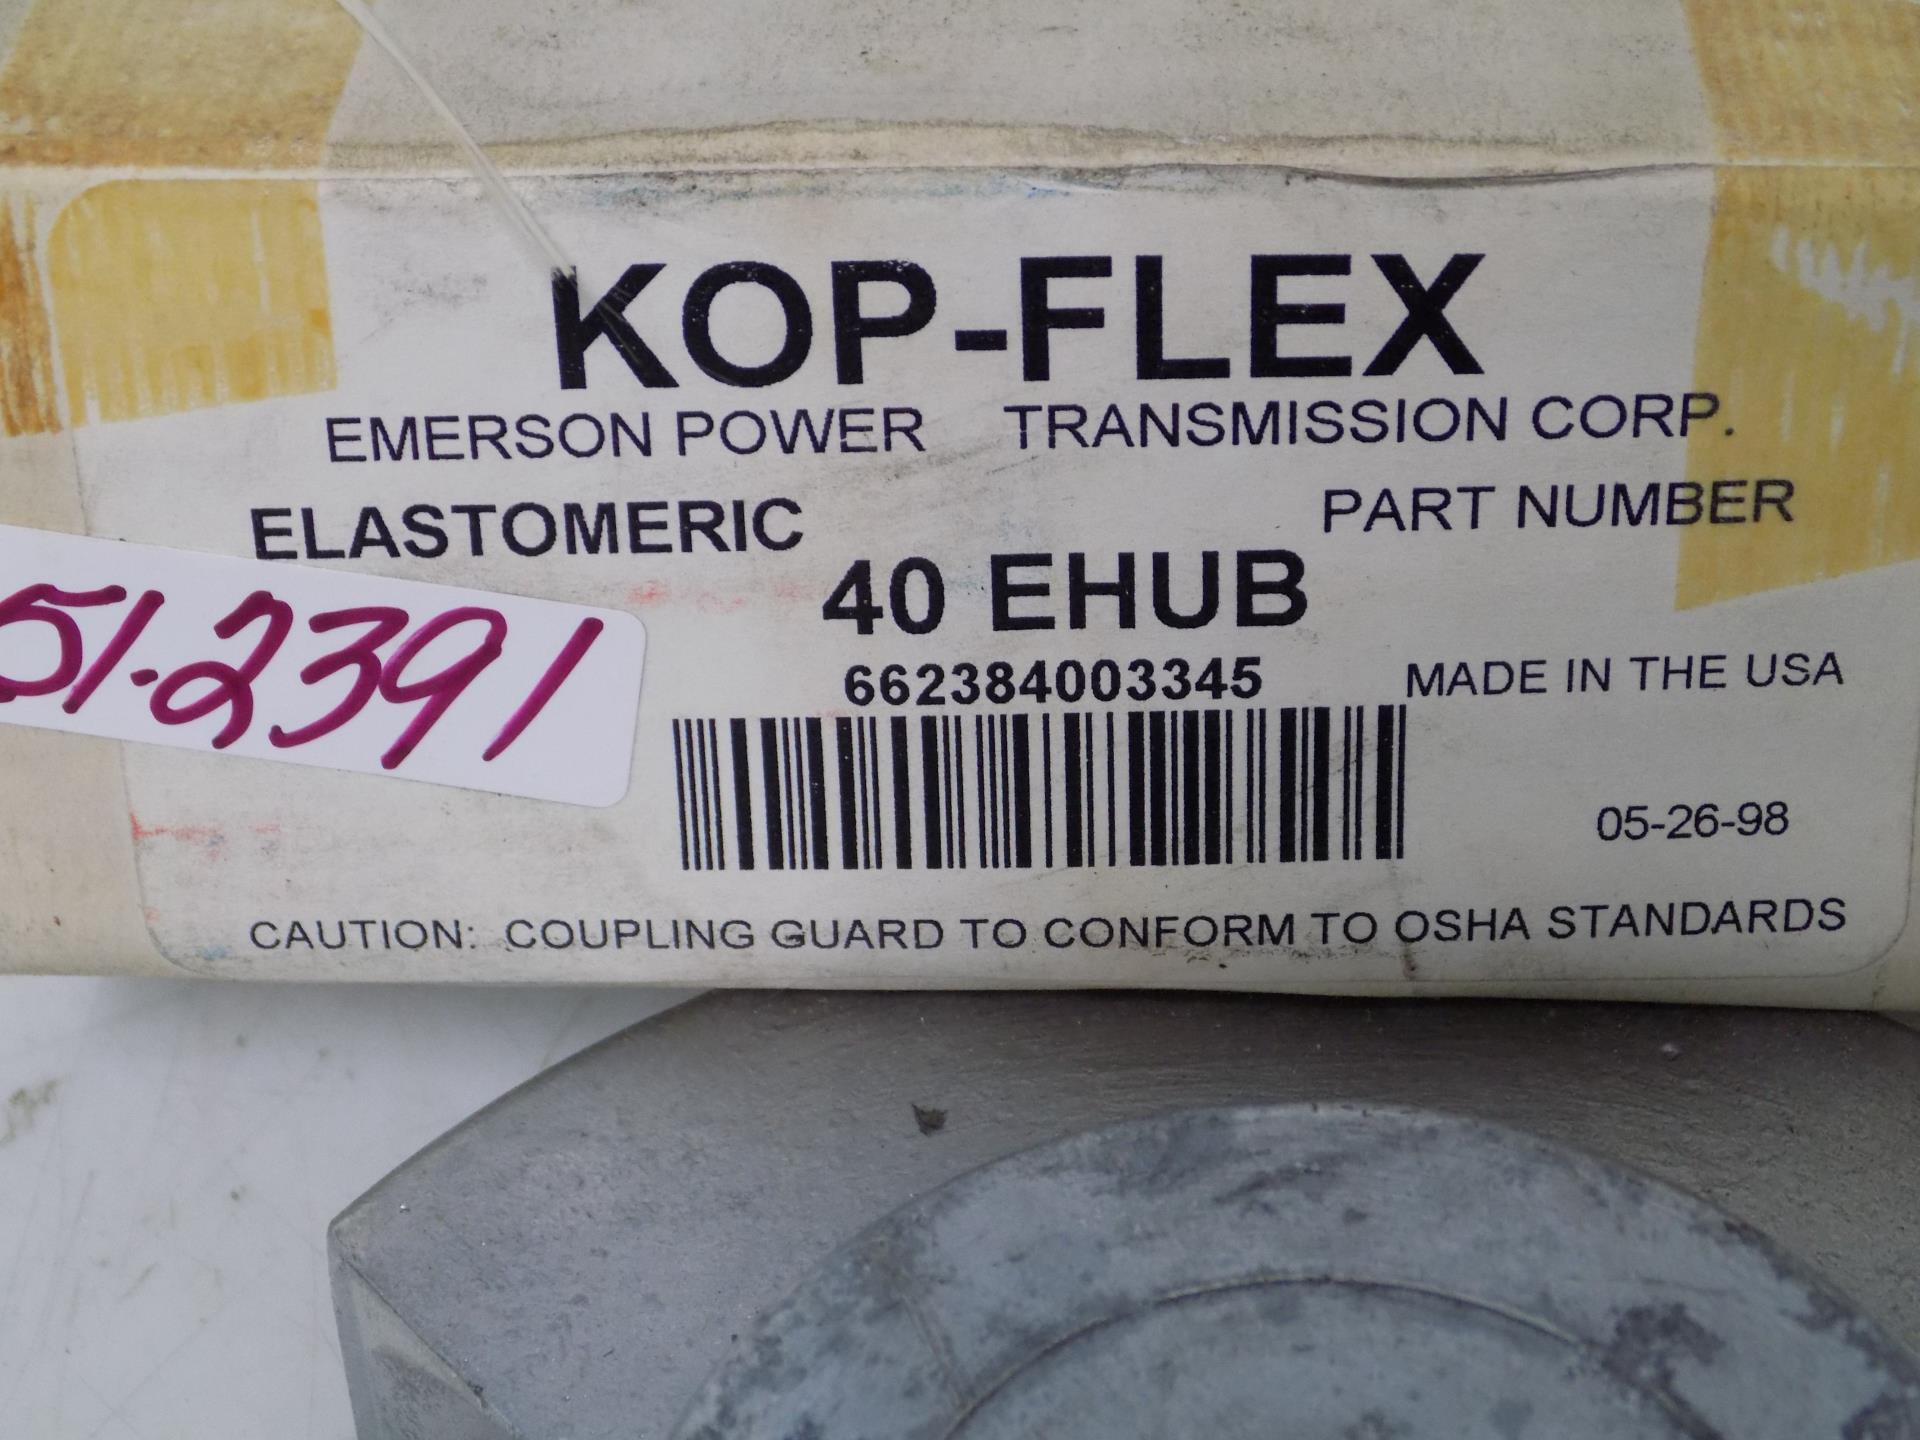 KOP-FLEX
EMERSON POWER TRANSMISSION CORP.
ELASTOMERIC
PART NUMBER
40 EHUB
51-2391
662384003345
MADE IN THE USA
05-26-98
CAUTION: COUPLING GUARD TO CONFORM TO OSHA STANDARDS